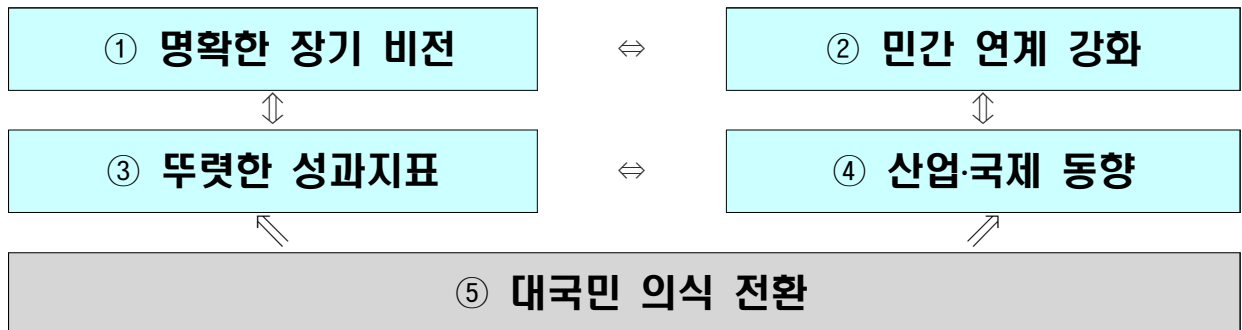 ① 명확한 장기 비전 ⇔ ② 민간 연계 강화
⇕ ⇕
③ 뚜렷한 성과지표 ⇔ ④ 산업·국제 동향
⇖ ⇗
⑤ 대국민 의식 전환